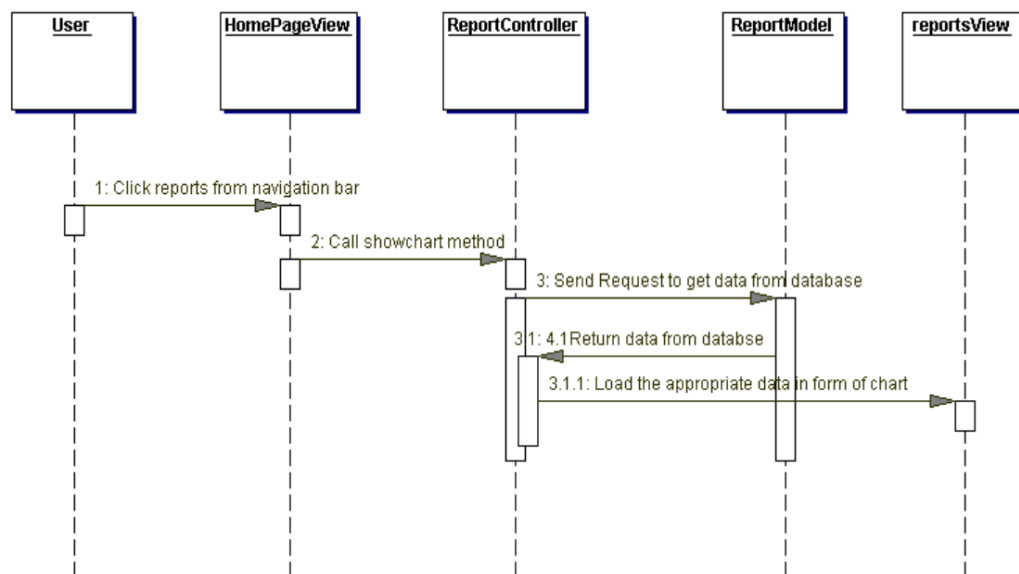 User
HomePageView
ReportController
ReportModel
reportsView
1: Click reports from navigation bar
2: Call showchart method
3: Send Request to get data from database
3.1: 4.1Return data from databse
3.1.1: Load the appropriate data in form of chart